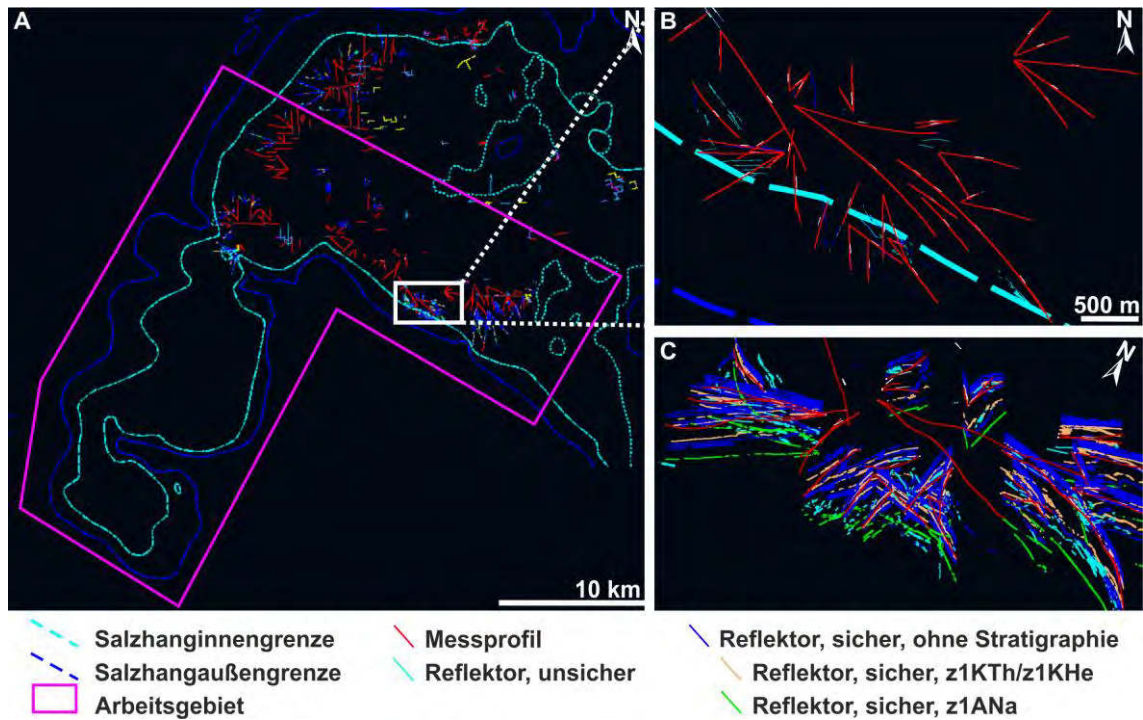 A
N
B
N
500 m
C
N
10 km
Salzhanginnengrenze
Messprofil
Reflektor, sicher, ohne Stratigraphie
Salzhangaußengrenze
Reflektor, unsicher
Reflektor, sicher, z1KTh/z1KHe
Arbeitsgebiet
Reflektor, sicher, z1ANa